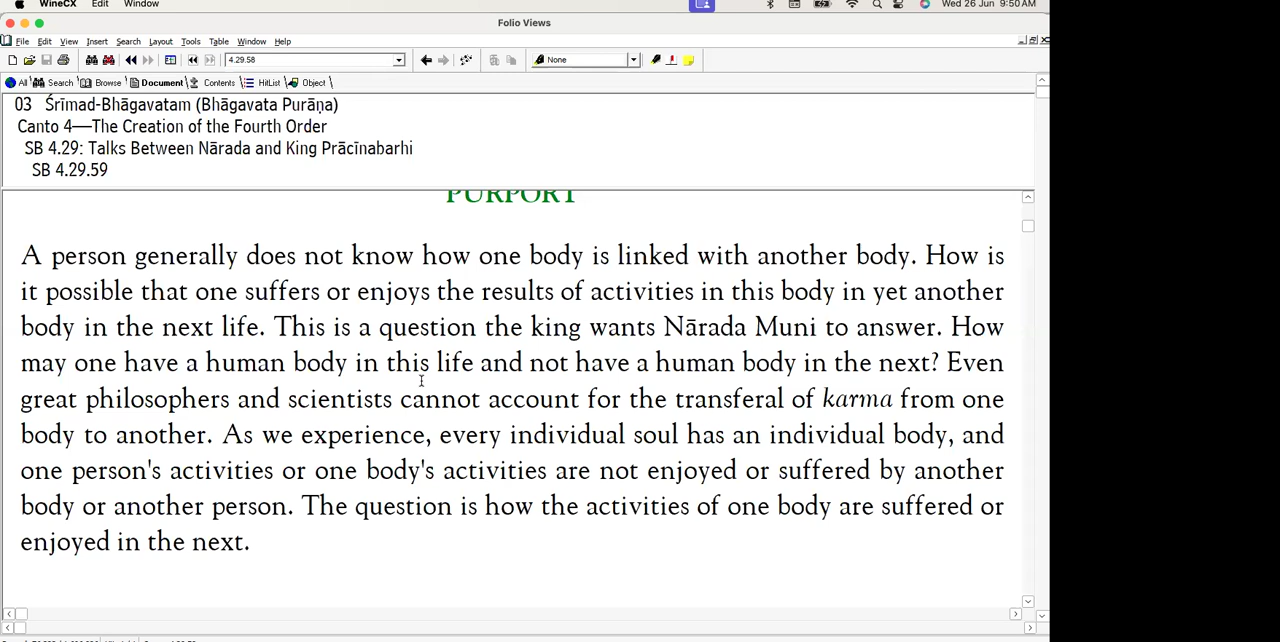 WineCX Edit Window Wed 26 Jun 9:50 AM
Folio Views
File Edit View Insert Search Layout Tools Table Window Help
4.29.58 None
All Search Browse Document Contents HitList Object
03 Śrīmad-Bhāgavatam (Bhāgavata Purāṇa)
Canto 4—The Creation of the Fourth Order
SB 4.29: Talks Between Nārada and King Prācīnabarhi
SB 4.29.59
PURPORT
A person generally does not know how one body is linked with another body. How is
it possible that one suffers or enjoys the results of activities in this body in yet another
body in the next life. This is a question the king wants Nārada Muni to answer. How
may one have a human body in this life and not have a human body in the next? Even
great philosophers and scientists cannot account for the transferal of karma from one
body to another. As we experience, every individual soul has an individual body, and
one person's activities or one body's activities are not enjoyed or suffered by another
body or another person. The question is how the activities of one body are suffered or
enjoyed in the next.